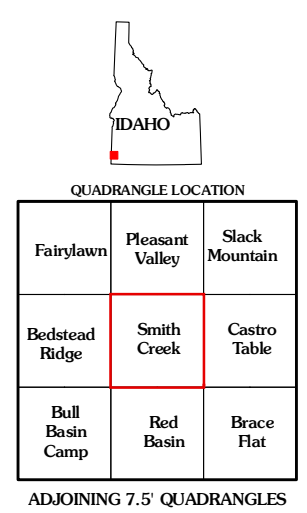 IDAHO
QUADRANGLE LOCATION
Fairylawn
Pleasant
Valley
Slack
Mountain
Bedstead
Ridge
Smith
Creek
Castro
Table
Bull
Basin
Camp
Red
Basin
Brace
Flat
ADJOINING 7.5' QUADRANGLES